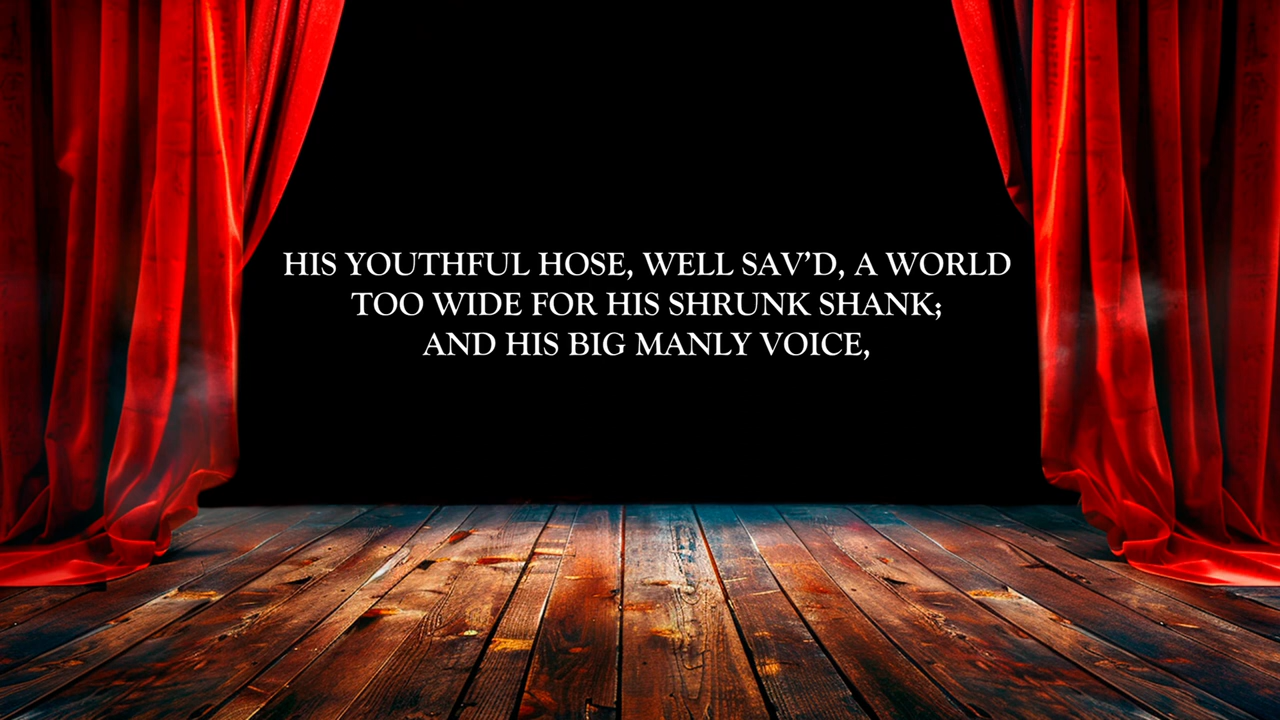 HIS YOUTHFUL HOSE, WELL SAV’D, A WORLD
TOO WIDE FOR HIS SHRUNK SHANK;
AND HIS BIG MANLY VOICE,